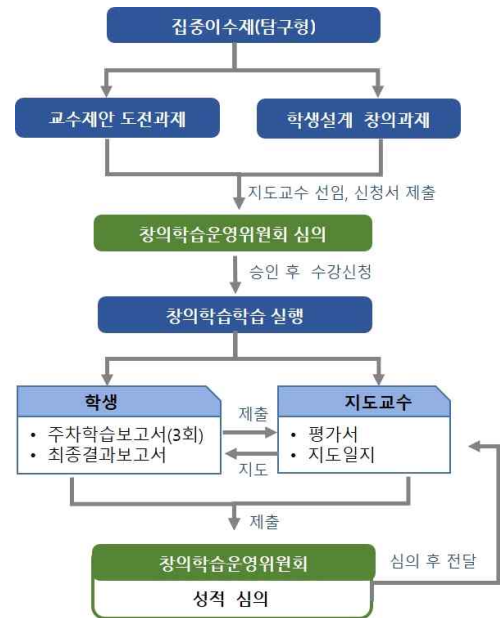 집중이수제(탐구형)
교수제안 도전과제
학생설계 창의과제
지도교수 선임, 신청서 제출
창의학습운영위원회 심의
승인 후 수강신청
창의학습학습 실행
학생
• 주차학습보고서(3회)
• 최종결과보고서
제출
지도
지도교수
• 평가서
• 지도일지
제출
창의학습운영위원회
성적 심의
심의 후 전달